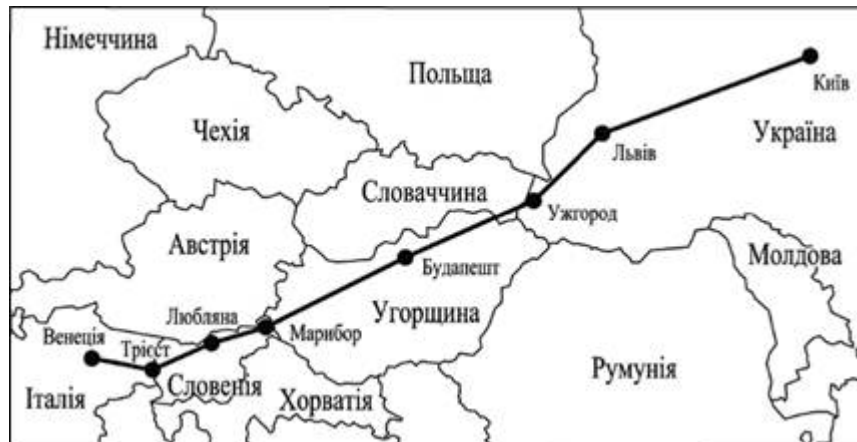 Німеччина
Польща
Київ
Чехія
Україна
Львів
Словаччина
Ужгород
Австрія
Молдова
Будапешт
Любляна
Угорщина
Венеція
Марибор
Трієст
Румунія
Словенія
Італія
Хорватія